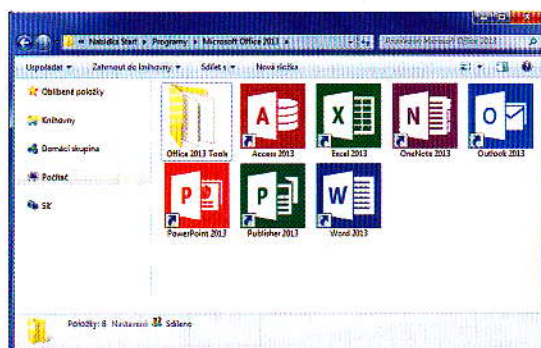 « Nabídka Start ▸ Programy ▸ Microsoft Office 2013 ▸
Uspořádat Zahrnout do knihovny Sdílet s Nová složka
Oblíbené položky
Knihovny
Domácí skupina
Počítač
Síť
Office 2013 Tools
Access 2013
Excel 2013
OneNote 2013
Outlook 2013
PowerPoint 2013
Publisher 2013
Word 2013
Položky: 8 Sdíleno